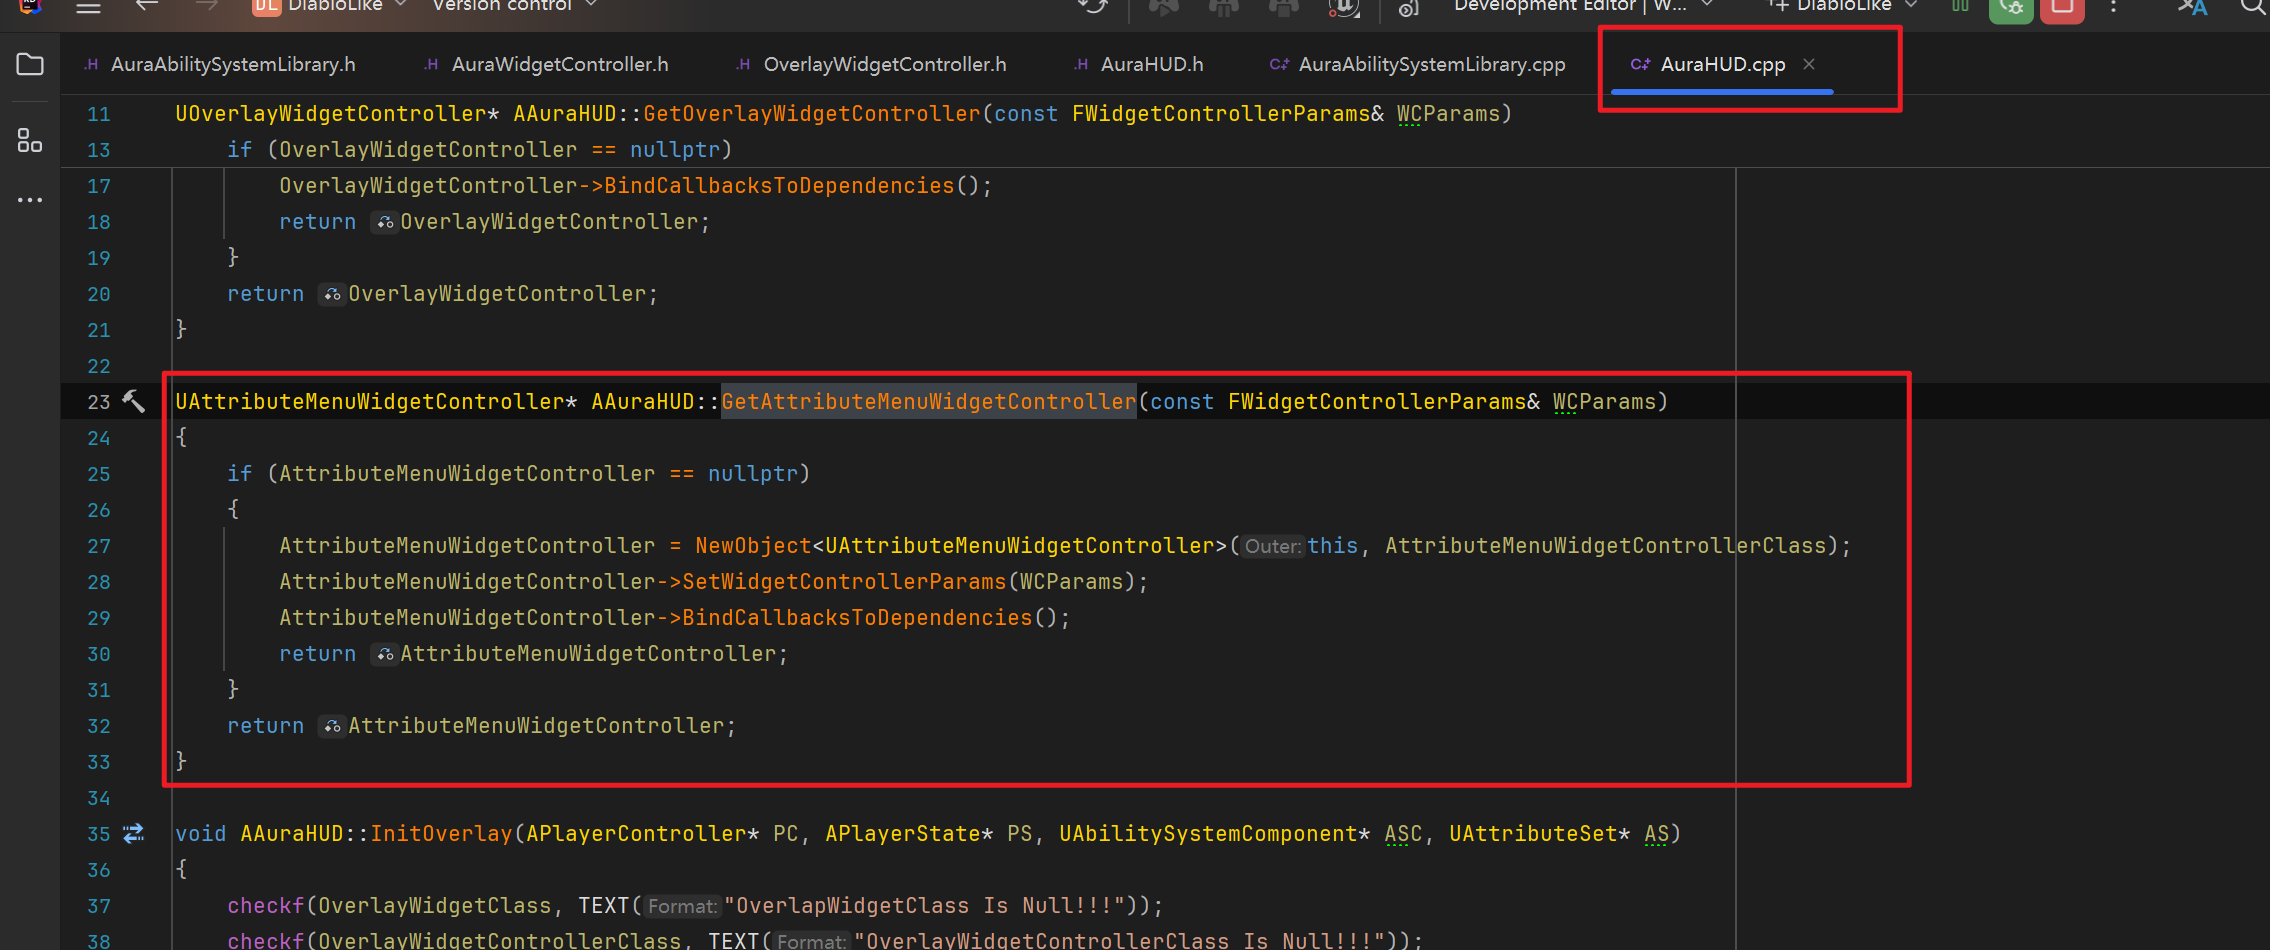 DL DiabloLike Version control Development Editor | W... DiabloLike
.H AuraAbilitySystemLibrary.h .H AuraWidgetController.h .H OverlayWidgetController.h .H AuraHUD.h C++ AuraAbilitySystemLibrary.cpp C++ AuraHUD.cpp ×
11 UOverlayWidgetController* AAuraHUD::GetOverlayWidgetController(const FWidgetControllerParams& WCParams)
13 if (OverlayWidgetController == nullptr)
17 OverlayWidgetController->BindCallbacksToDependencies();
18 return OverlayWidgetController;
19 }
20 return OverlayWidgetController;
21 }
22
23 UAttributeMenuWidgetController* AAuraHUD::GetAttributeMenuWidgetController(const FWidgetControllerParams& WCParams)
24 {
25 if (AttributeMenuWidgetController == nullptr)
26 {
27 AttributeMenuWidgetController = NewObject<UAttributeMenuWidgetController>(Outer:this, AttributeMenuWidgetControllerClass);
28 AttributeMenuWidgetController->SetWidgetControllerParams(WCParams);
29 AttributeMenuWidgetController->BindCallbacksToDependencies();
30 return AttributeMenuWidgetController;
31 }
32 return AttributeMenuWidgetController;
33 }
34
35 void AAuraHUD::InitOverlay(APlayerController* PC, APlayerState* PS, UAbilitySystemComponent* ASC, UAttributeSet* AS)
36 {
37 checkf(OverlayWidgetClass, TEXT(Format:"OverlapWidgetClass Is Null!!!"));
38 checkf(OverlayWidgetControllerClass, TEXT(Format:"OverlayWidgetControllerClass Is Null!!!"));